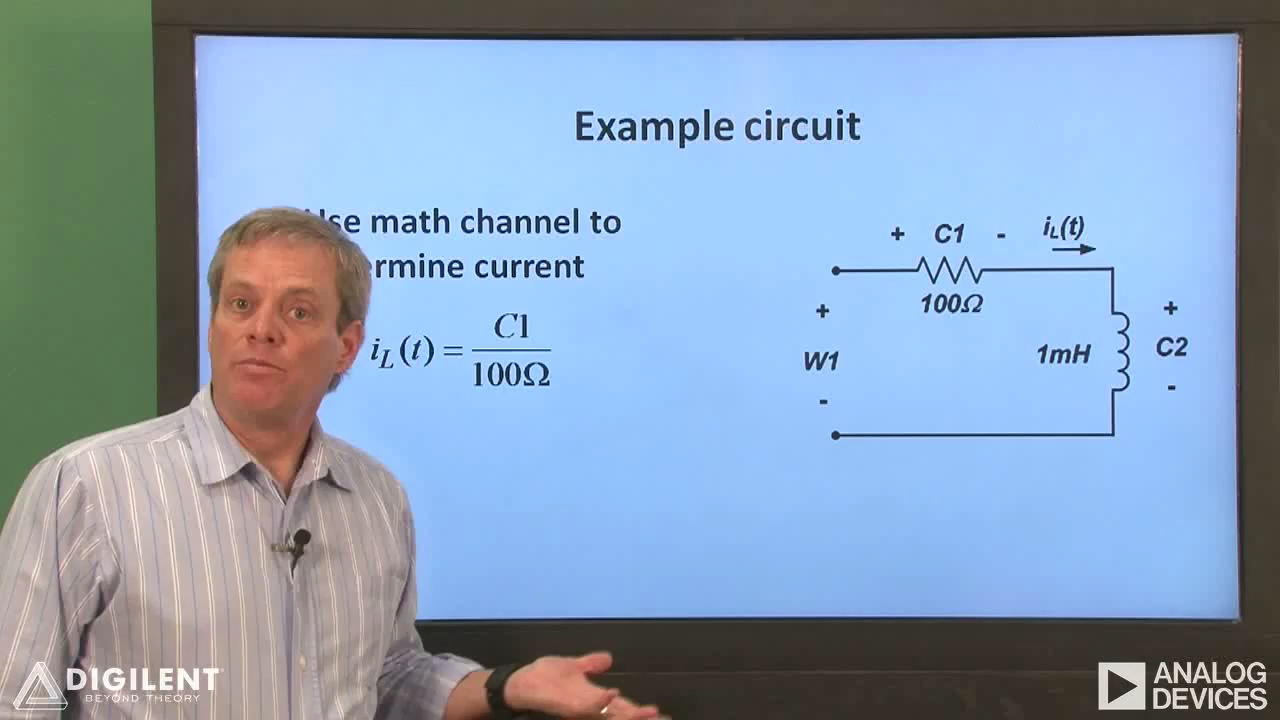 Example circuit
Use math channel to
ermine current
iL(t) = C1 / 100Ω
+ C1 - iL(t)
100Ω
+
W1
-
1mH
+
C2
-
DIGILENT
BEYOND THEORY
ANALOG
DEVICES